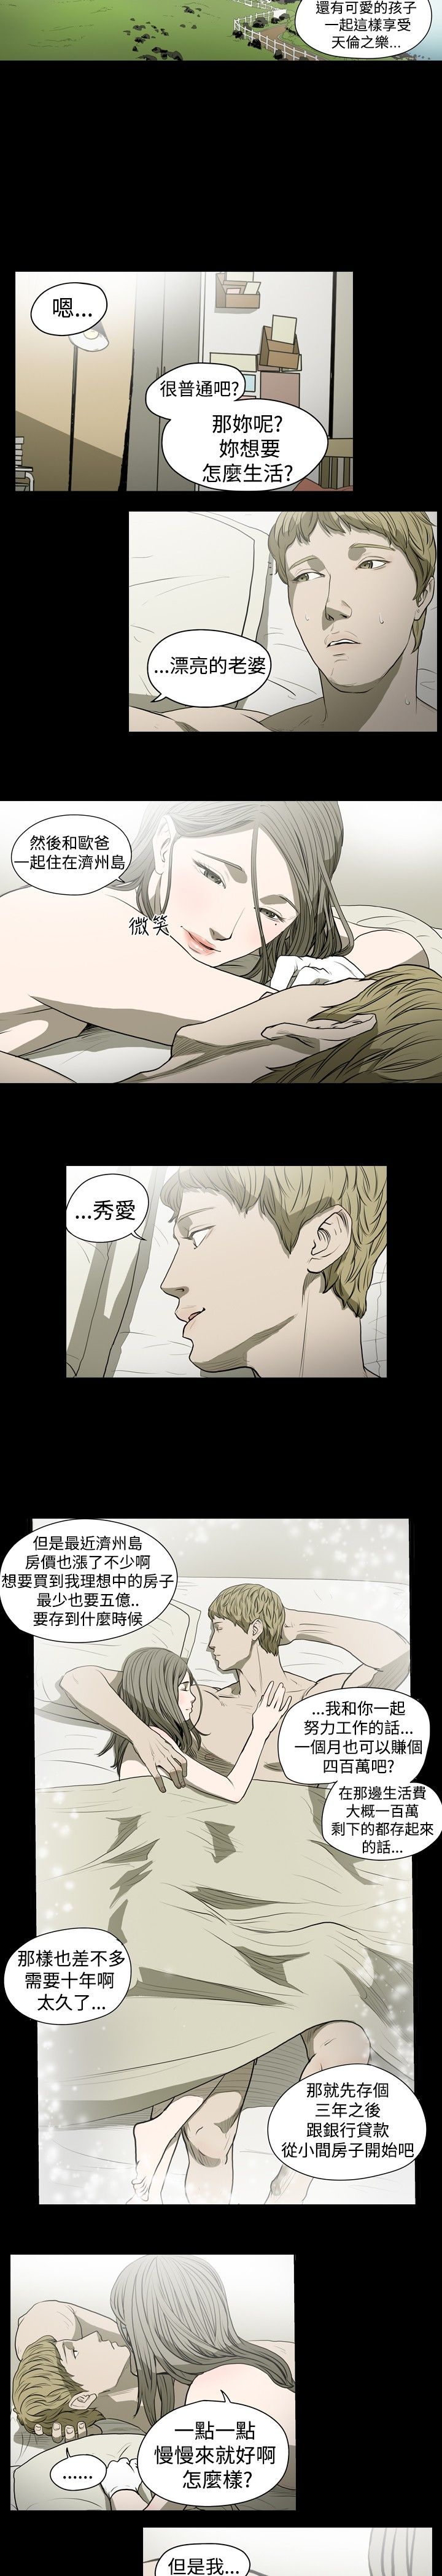 還有可愛的孩子
一起這樣享受
天倫之樂...
嗯...
很普通吧?
那妳呢?
妳想要
怎麼生活?
...漂亮的老婆
然後和歐爸
一起住在濟州島
微笑
...秀愛
但是最近濟州島
房價也漲了不少啊
想要買到我理想中的房子
最少也要五億..
要存到什麼時候
...我和你一起
努力工作的話...
一個月也可以賺個
四百萬吧?
在那邊生活費
大概一百萬
剩下的都存起來
的話...
那樣也差不多
需要十年啊
太久了...
那就先存個
三年之後
跟銀行貸款
從小間房子開始吧
一點一點
慢慢來就好啊
怎麼樣?
......
但是我...